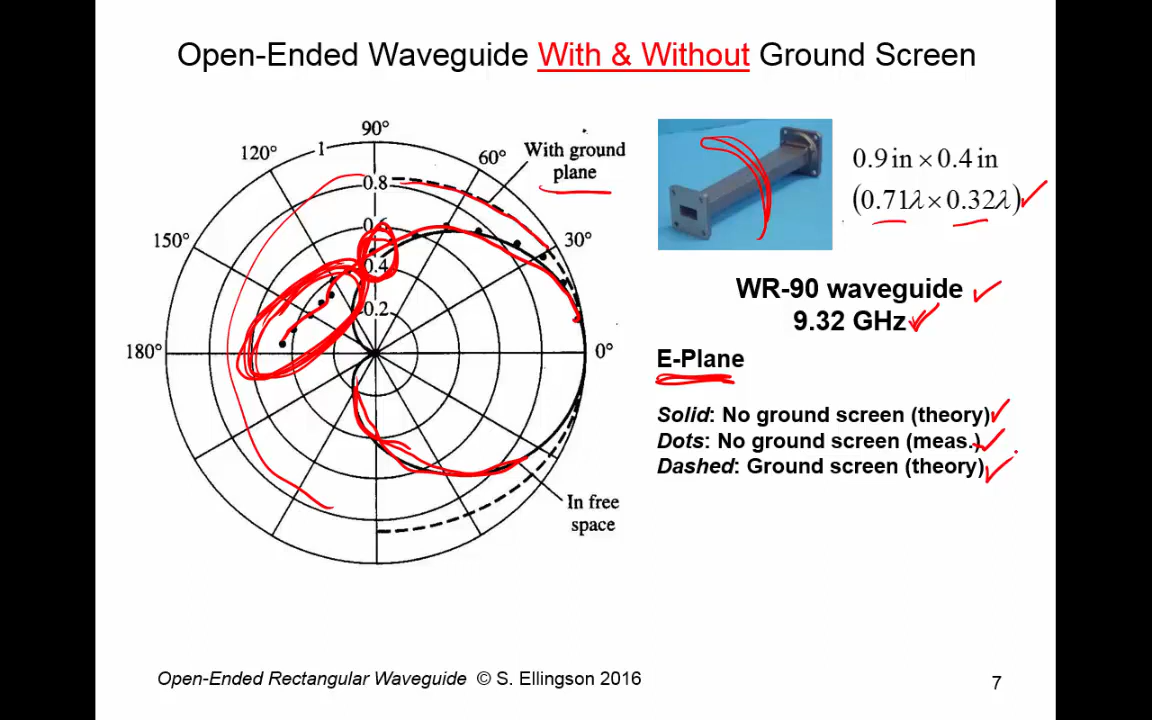 Open-Ended Waveguide With & Without Ground Screen
90°
120°
1
60°
With ground
plane
0.8
150°
0.6
30°
0.4
0.2
180°
0°
In free
space
0.9 in × 0.4 in
(0.71λ × 0.32λ)
WR-90 waveguide
9.32 GHz
E-Plane
Solid: No ground screen (theory)
Dots: No ground screen (meas.)
Dashed: Ground screen (theory)
Open-Ended Rectangular Waveguide © S. Ellingson 2016
7